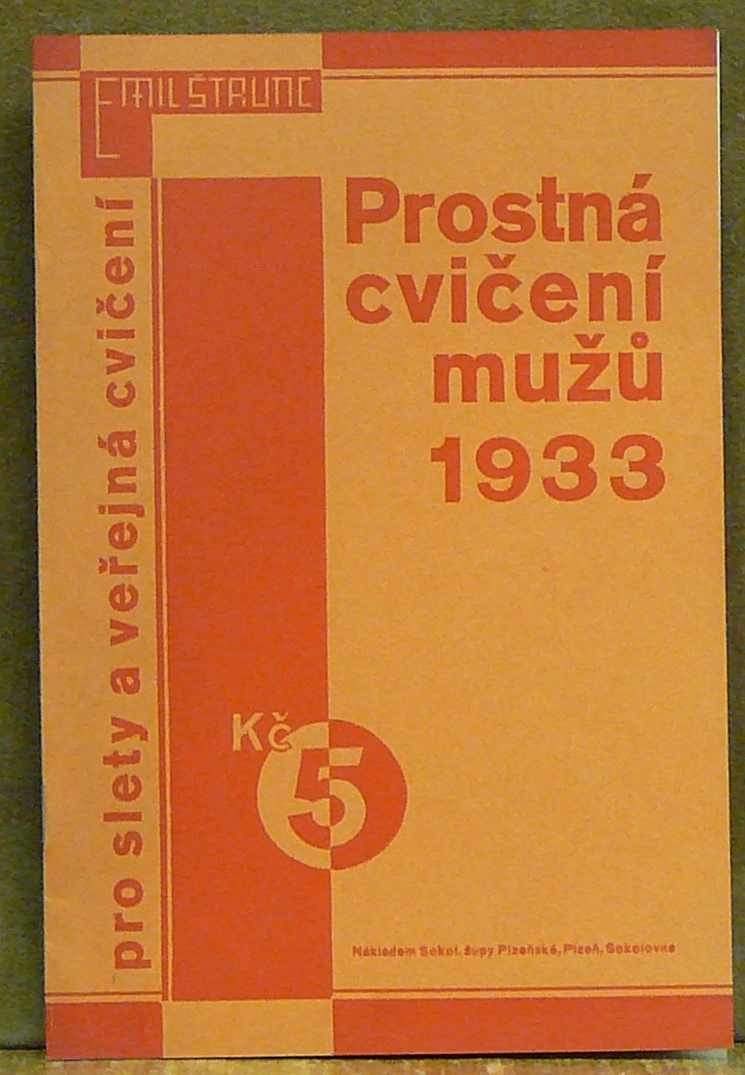 EMIL ŠTRUNC
Prostná
cvičení
mužů
1933
pro slety a veřejná cvičení
Kč
5
Nákladem Sokol. župy Plzeňské, Plzeň, Sokolovna